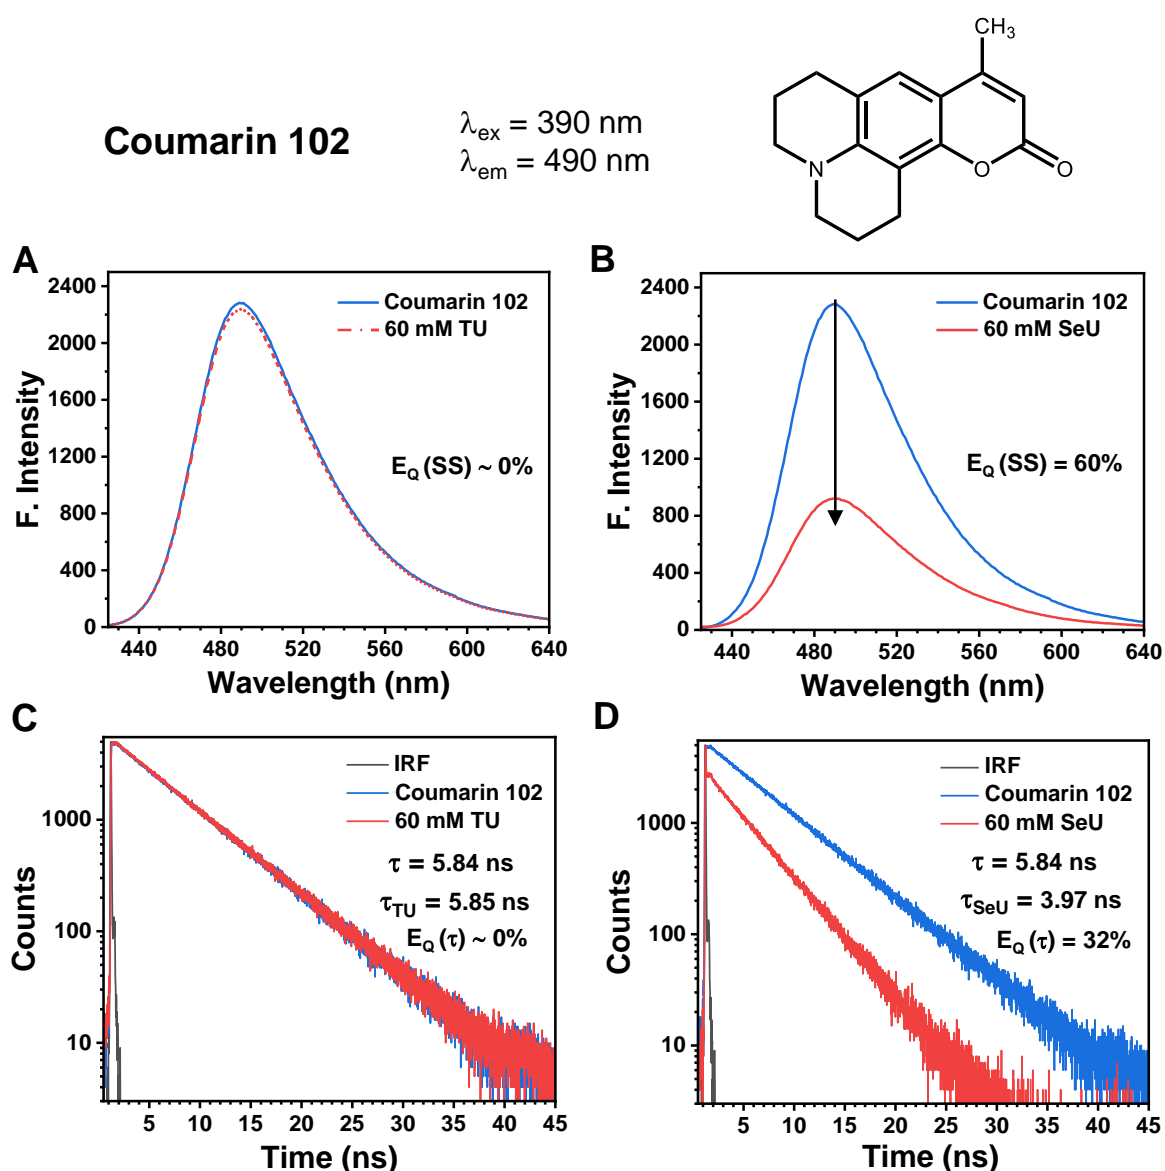 Coumarin 102
λex = 390 nm
λem = 490 nm
CH3
N
O
O
A
2400
2000
1600
1200
800
400
0
440
480
520
560
600
640
F. Intensity
Wavelength (nm)
Coumarin 102
60 mM TU
EQ (SS) ~ 0%
B
2400
2000
1600
1200
800
400
0
440
480
520
560
600
640
F. Intensity
Wavelength (nm)
Coumarin 102
60 mM SeU
EQ (SS) = 60%
C
1000
100
10
5
10
15
20
25
30
35
40
45
Counts
Time (ns)
IRF
Coumarin 102
60 mM TU
τ = 5.84 ns
τTU = 5.85 ns
EQ (τ) ~ 0%
D
1000
100
10
5
10
15
20
25
30
35
40
45
Counts
Time (ns)
IRF
Coumarin 102
60 mM SeU
τ = 5.84 ns
τSeU = 3.97 ns
EQ (τ) = 32%